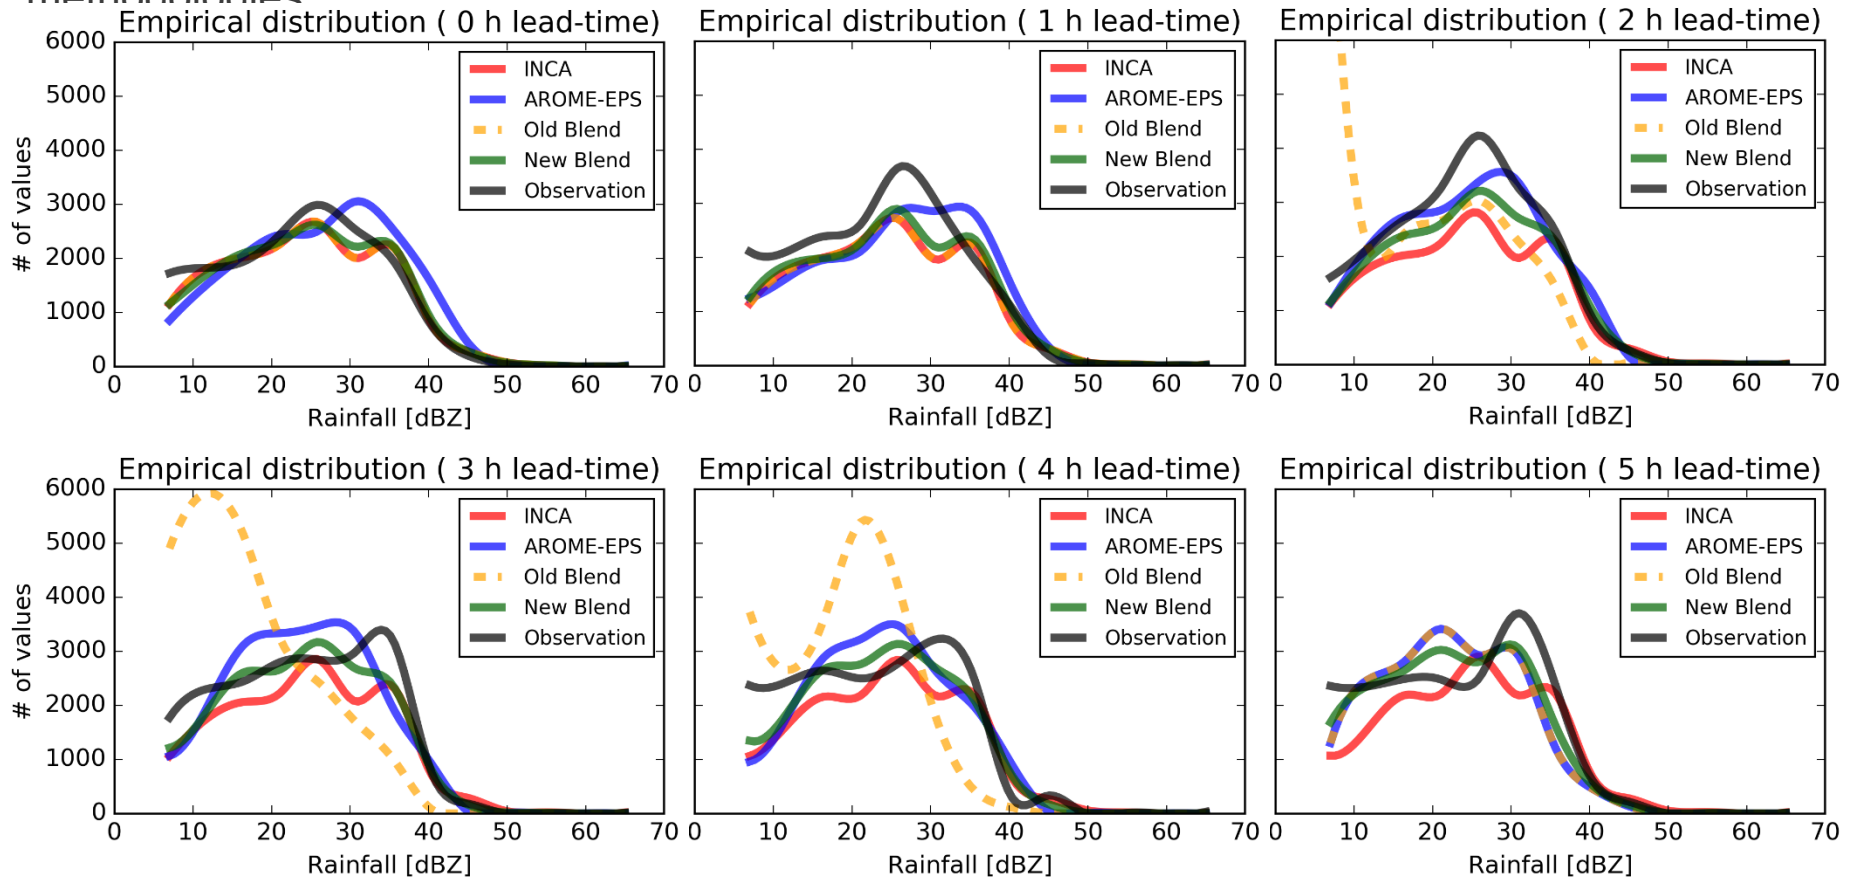 Empirical distribution ( 0 h lead-time)
6000
5000
4000
3000
2000
1000
0
# of values
INCA
AROME-EPS
Old Blend
New Blend
Observation
0 10 20 30 40 50 60 70
Rainfall [dBZ]
Empirical distribution ( 1 h lead-time)
INCA
AROME-EPS
Old Blend
New Blend
Observation
0 10 20 30 40 50 60 70
Rainfall [dBZ]
Empirical distribution ( 2 h lead-time)
INCA
AROME-EPS
Old Blend
New Blend
Observation
0 10 20 30 40 50 60 70
Rainfall [dBZ]
Empirical distribution ( 3 h lead-time)
6000
5000
4000
3000
2000
1000
0
# of values
INCA
AROME-EPS
Old Blend
New Blend
Observation
0 10 20 30 40 50 60 70
Rainfall [dBZ]
Empirical distribution ( 4 h lead-time)
INCA
AROME-EPS
Old Blend
New Blend
Observation
0 10 20 30 40 50 60 70
Rainfall [dBZ]
Empirical distribution ( 5 h lead-time)
INCA
AROME-EPS
Old Blend
New Blend
Observation
0 10 20 30 40 50 60 70
Rainfall [dBZ]